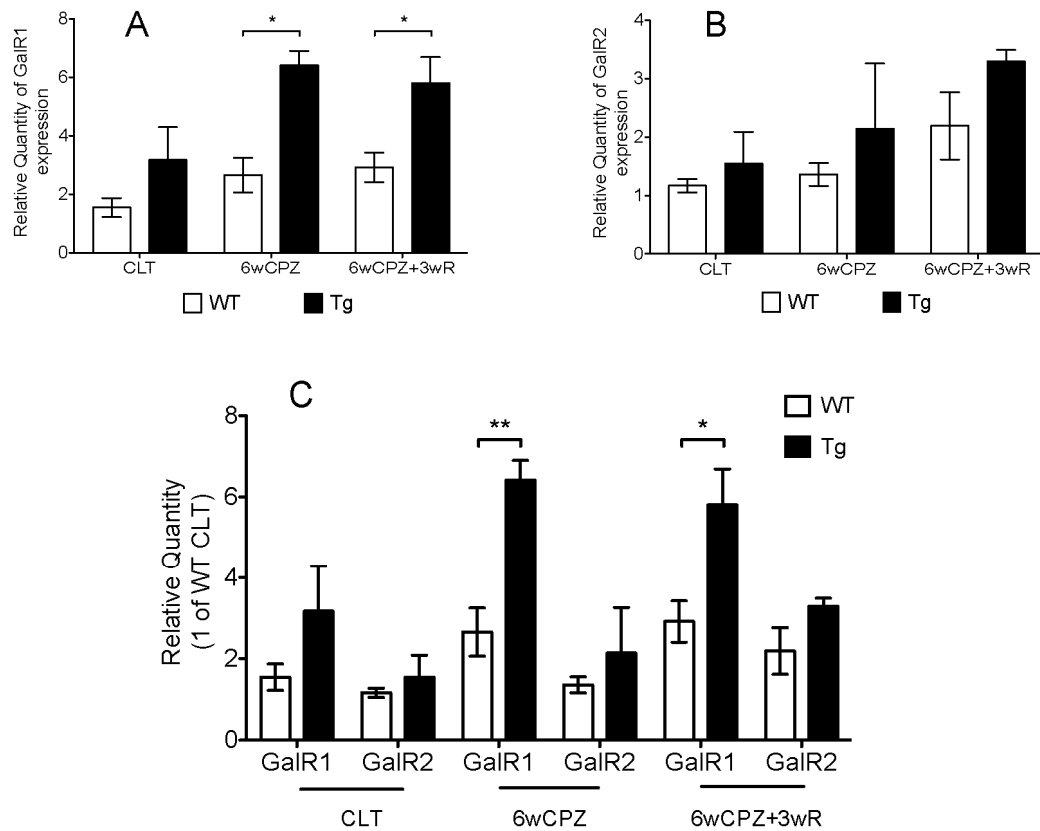 A
Relative Quantity of GalR1
expression
8
6
4
2
0
*
*
CLT
6wCPZ
6wCPZ+3wR
WT
Tg
B
Relative Quantity of GalR2
expression
4
3
2
1
0
CLT
6wCPZ
6wCPZ+3wR
WT
Tg
C
Relative Quantity
(1 of WT CLT)
8
6
4
2
0
**
*
WT
Tg
GalR1 GalR2 GalR1 GalR2 GalR1 GalR2
CLT 6wCPZ 6wCPZ+3wR